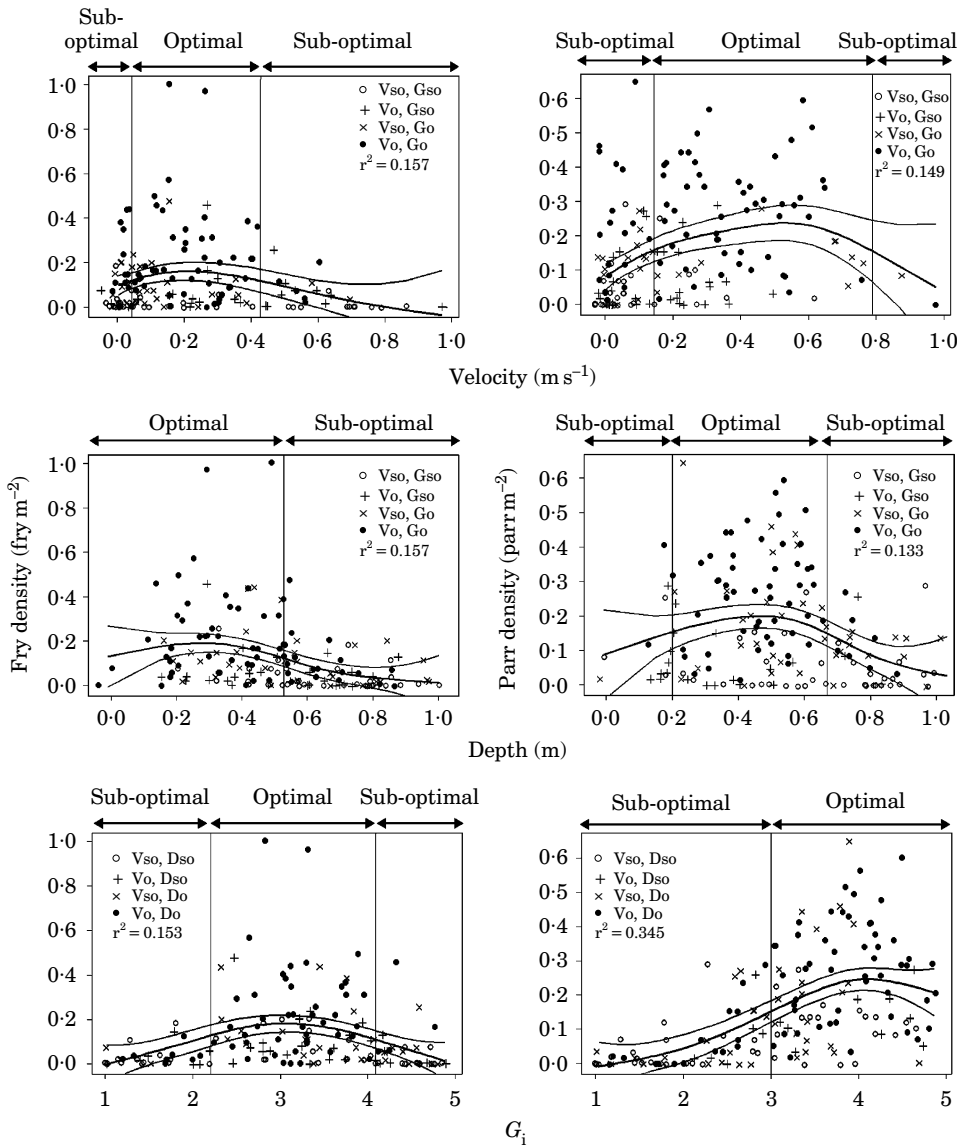 Sub-
optimal Optimal Sub-optimal
Sub-optimal Optimal Sub-optimal
1·0
0·8
0·6
0·4
0·2
0·0
○ Vso, Gso
+ Vo, Gso
× Vso, Go
● Vo, Go
r² = 0.157
0·0 0·2 0·4 0·6 0·8 1.0
0·6
0·5
0·4
0·3
0·2
0·1
0·0
○ Vso, Gso
+ Vo, Gso
× Vso, Go
● Vo, Go
r² = 0.149
0·0 0·2 0·4 0·6 0·8 1·0
Velocity (m s⁻¹)
Optimal Sub-optimal
Sub-optimal Optimal Sub-optimal
Fry density (fry m⁻²)
1·0
0·8
0·6
0·4
0·2
0·0
○ Vso, Gso
+ Vo, Gso
× Vso, Go
● Vo, Go
r² = 0.157
0·0 0·2 0·4 0·6 0·8 1·0
Parr density (parr m⁻²)
0·6
0·5
0·4
0·3
0·2
0·1
0·0
○ Vso, Gso
+ Vo, Gso
× Vso, Go
● Vo, Go
r² = 0.133
0·0 0·2 0·4 0·6 0·8 1·0
Depth (m)
Sub-optimal Optimal Sub-optimal
Sub-optimal Optimal
1·0
0·8
0·6
0·4
0·2
0·0
○ Vso, Dso
+ Vo, Dso
× Vso, Do
● Vo, Do
r² = 0.153
1 2 3 4 5
0·6
0·5
0·4
0·3
0·2
0·1
0·0
○ Vso, Dso
+ Vo, Dso
× Vso, Do
● Vo, Do
r² = 0.345
1 2 3 4 5
Gᵢ